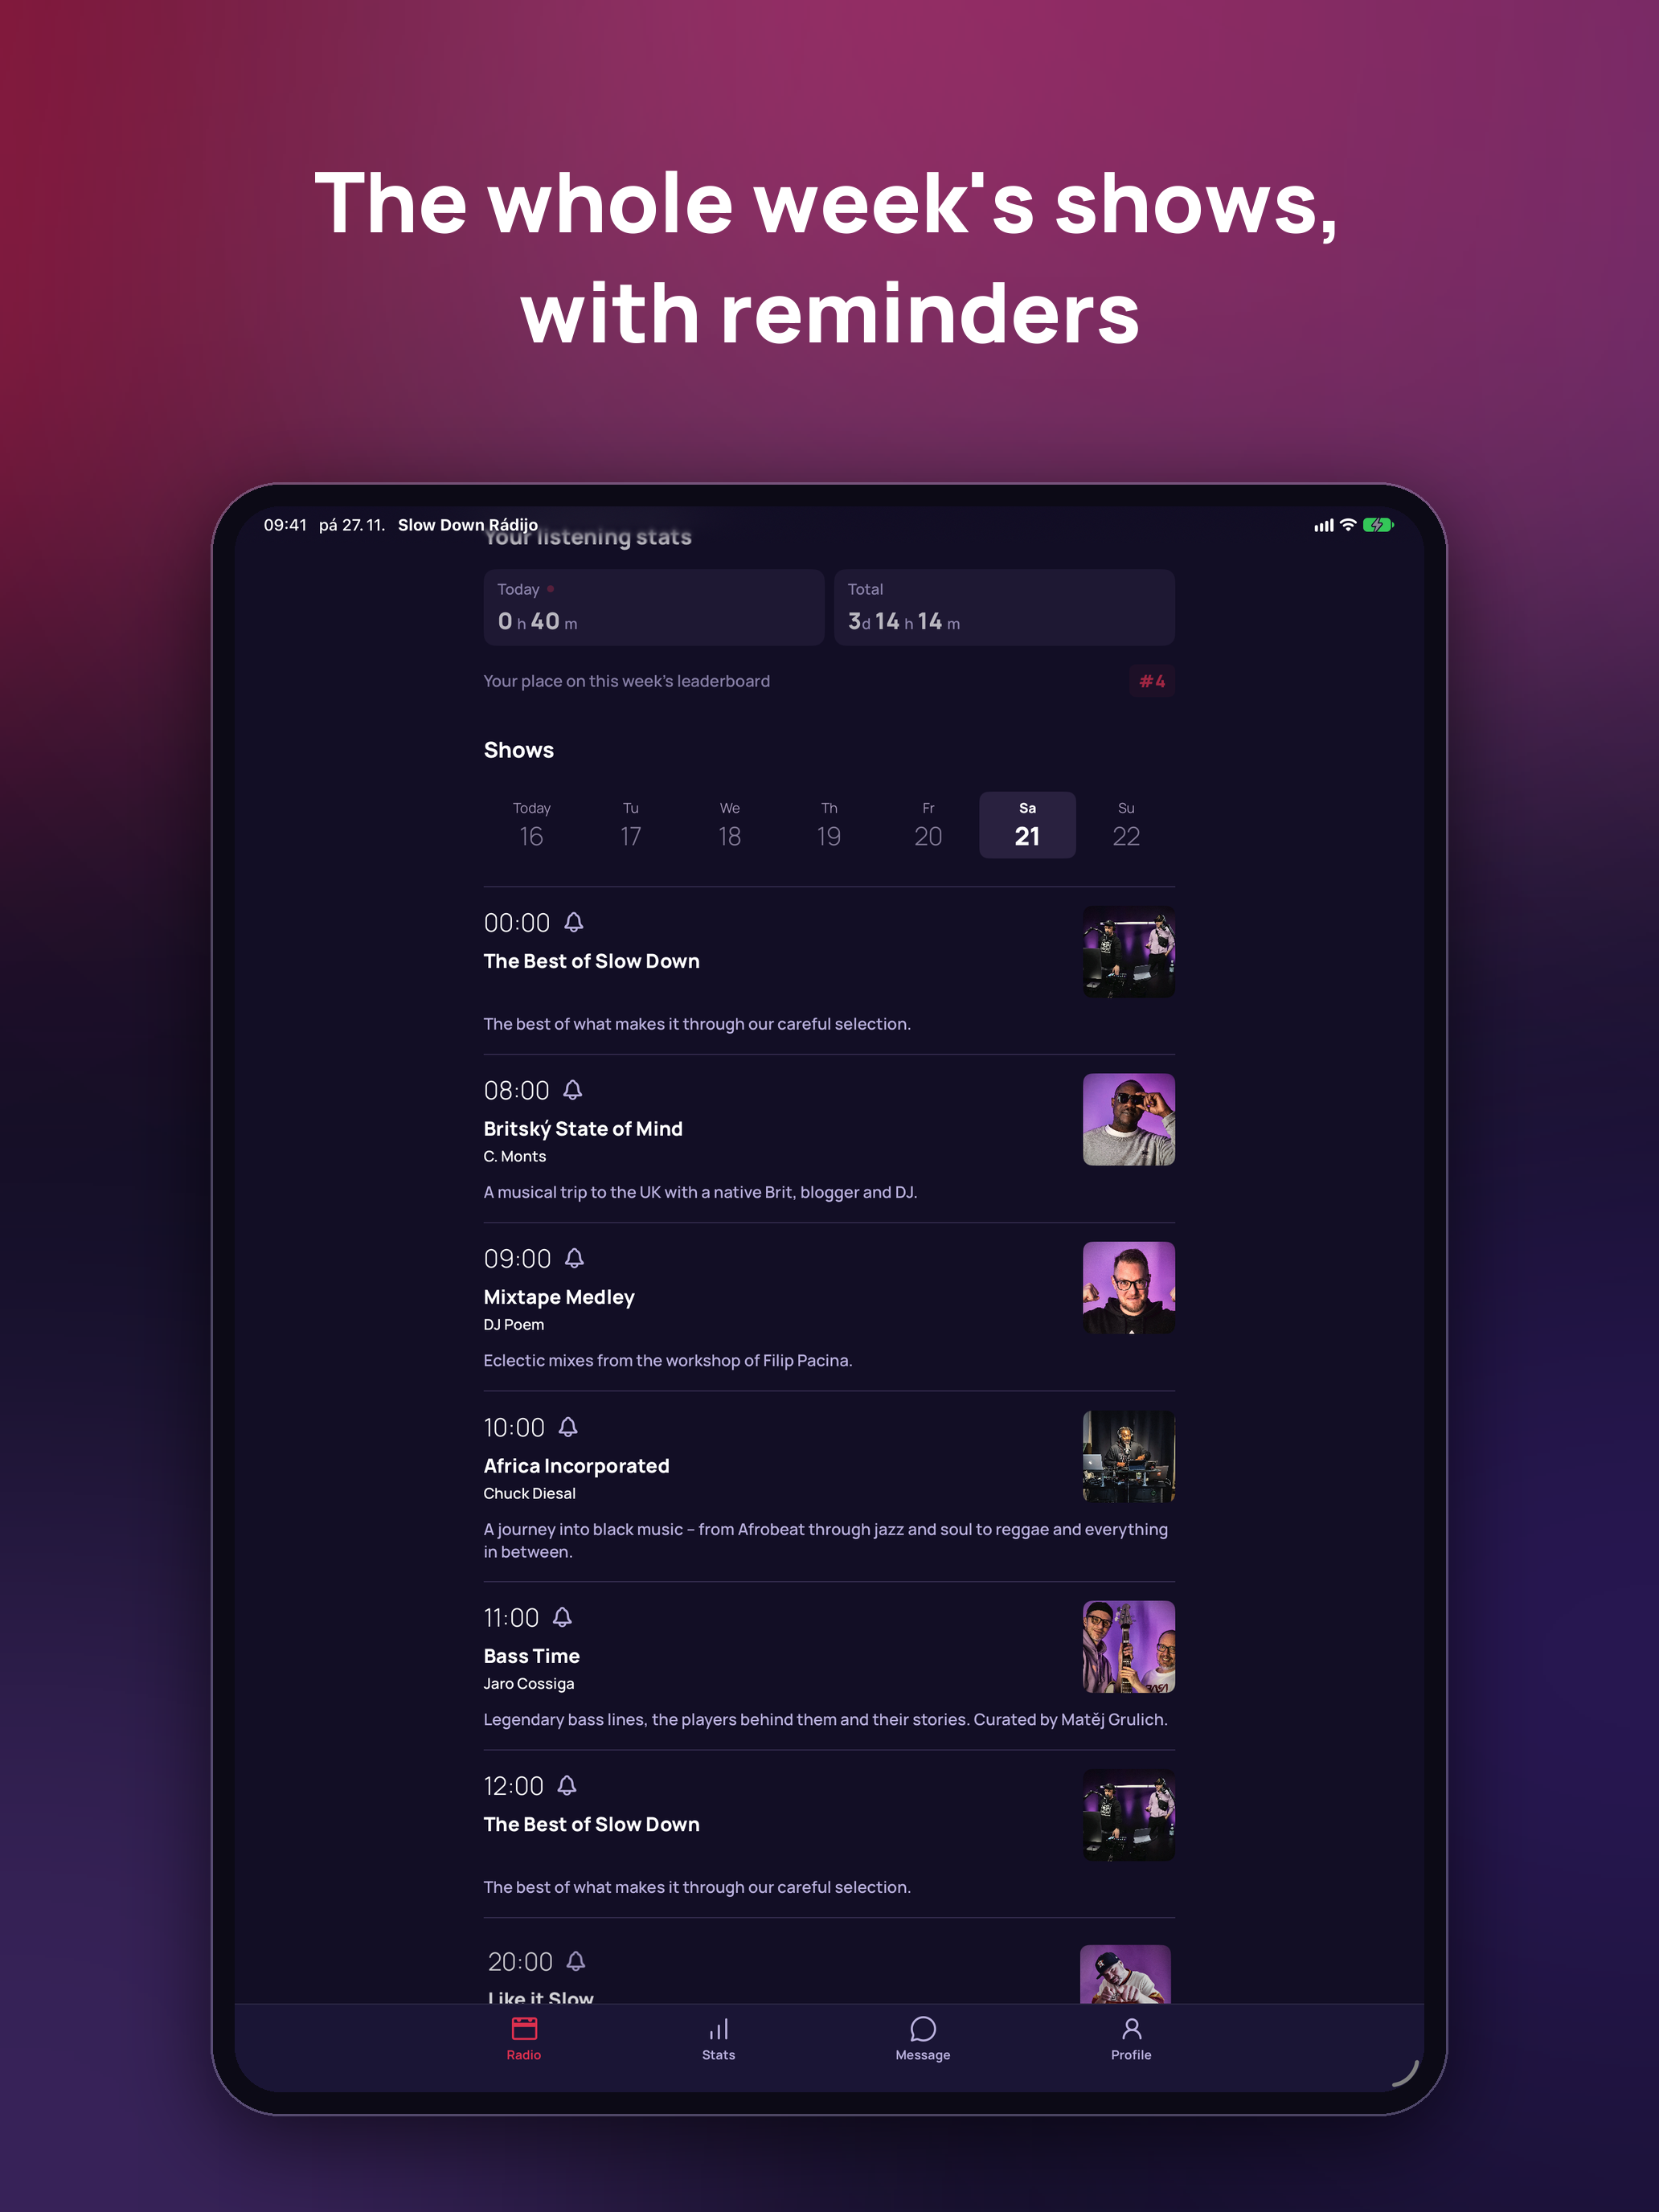 The whole week's shows,
with reminders
09:41 pá 27. 11. Slow Down Rádijo
Your listening stats
Today
Total
0 h 40 m
3d 14 h 14 m
Your place on this week's leaderboard
#4
Shows
Today Tu We Th Fr Sa Su
16 17 18 19 20 21 22
00:00
The Best of Slow Down
The best of what makes it through our careful selection.
08:00
Britský State of Mind
C. Monts
A musical trip to the UK with a native Brit, blogger and DJ.
09:00
Mixtape Medley
DJ Poem
Eclectic mixes from the workshop of Filip Pacina.
10:00
Africa Incorporated
Chuck Diesal
A journey into black music – from Afrobeat through jazz and soul to reggae and everything
in between.
11:00
Bass Time
Jaro Cossiga
Legendary bass lines, the players behind them and their stories. Curated by Matěj Grulich.
12:00
The Best of Slow Down
The best of what makes it through our careful selection.
20:00
Like it Slow
Radio Stats Message Profile